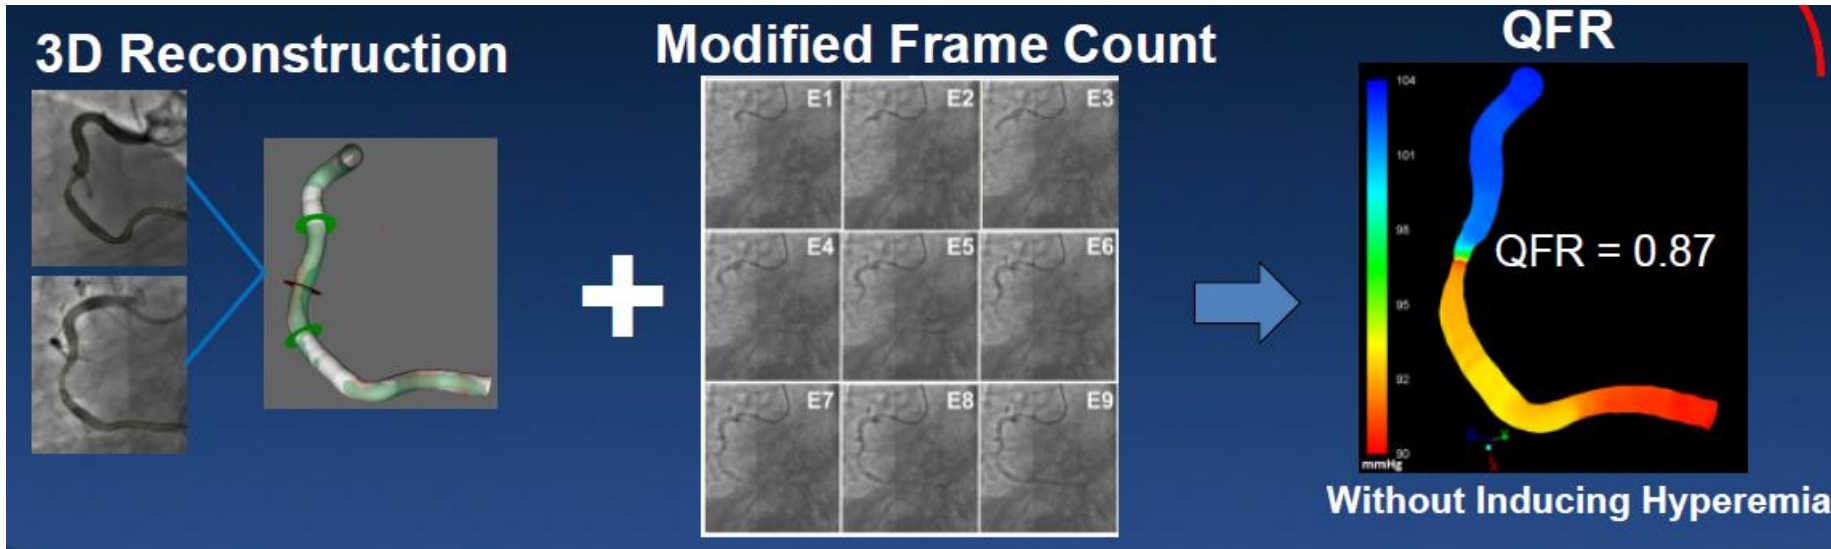 3D Reconstruction
Modified Frame Count
E1 E2 E3
E4 E5 E6
E7 E8 E9
QFR
104
101
98
95
92
90
mmHg
QFR = 0.87
Without Inducing Hyperemia